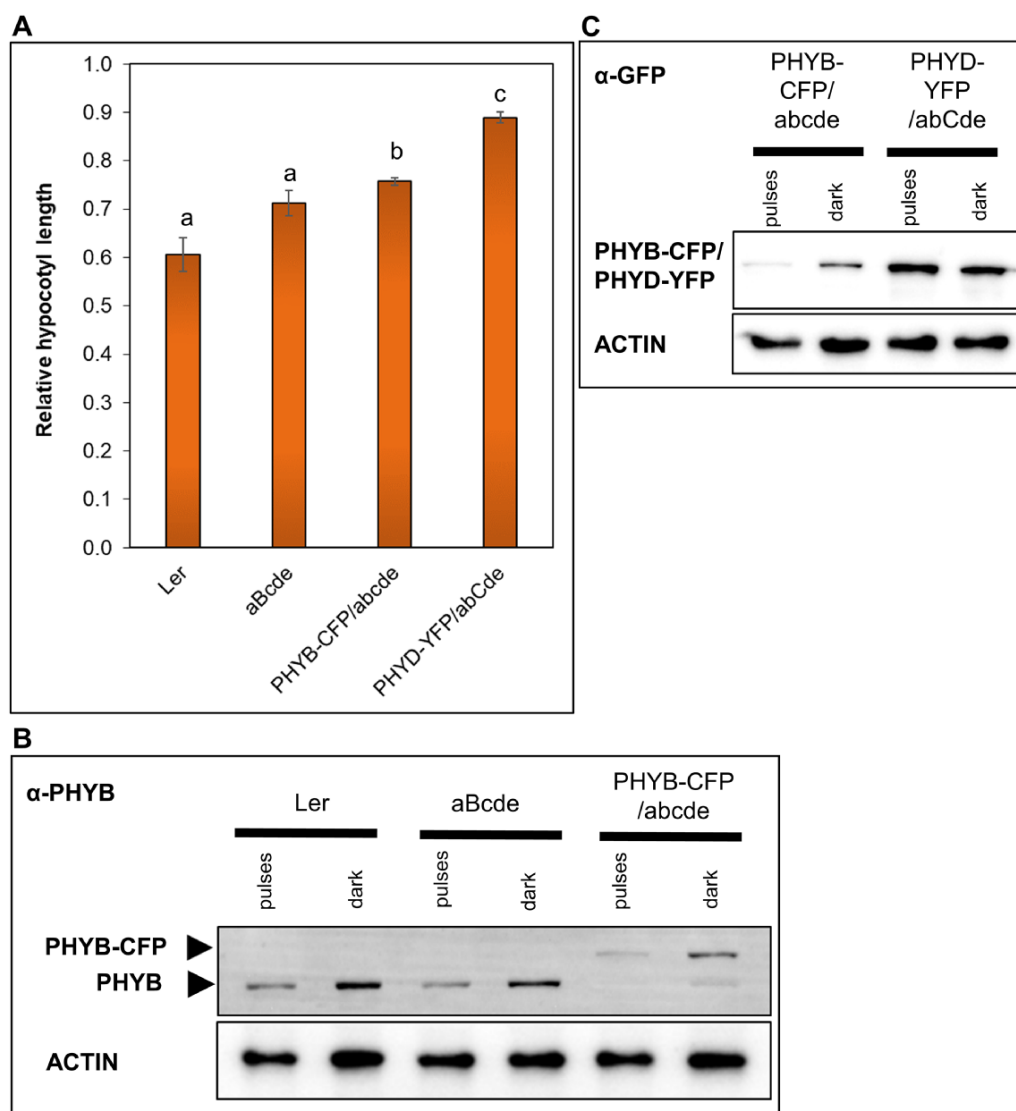 A
Relative hypocotyl length
1.0
0.9
0.8
0.7
0.6
0.5
0.4
0.3
0.2
0.1
0.0
a
a
b
c
Ler
aBcde
PHYB-CFP/abcde
PHYD-YFP/abCde
C
α-GFP
PHYB-
CFP/
abcde
PHYD-
YFP
/abCde
pulses
dark
pulses
dark
PHYB-CFP/
PHYD-YFP
ACTIN
B
α-PHYB
Ler
aBcde
PHYB-CFP
/abcde
pulses
dark
pulses
dark
pulses
dark
PHYB-CFP
PHYB
ACTIN